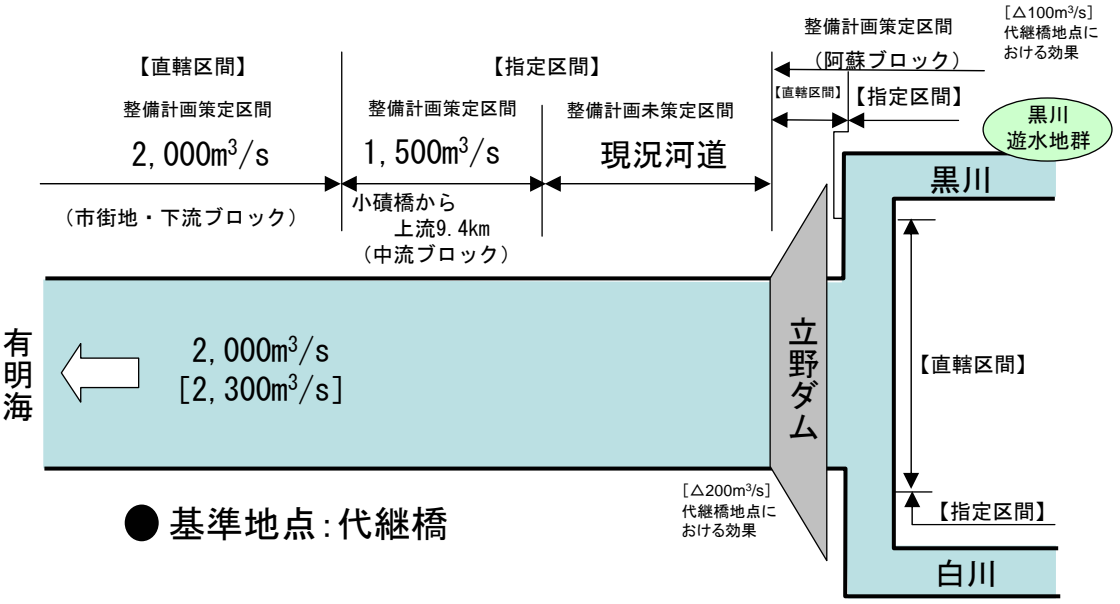 【直轄区間】
整備計画策定区間
2,000m³/s
(市街地・下流ブロック)
【指定区間】
整備計画策定区間
1,500m³/s
小磧橋から
上流9.4km
(中流ブロック)
整備計画未策定区間
現況河道
整備計画策定区間
(阿蘇ブロック)
【直轄区間】
【指定区間】
[△100m³/s]
代継橋地点に
おける効果
黒川
遊水地群
黒川
有明海
2,000m³/s
[2,300m³/s]
立野ダム
【直轄区間】
[△200m³/s]
代継橋地点に
おける効果
【指定区間】
●基準地点:代継橋
白川